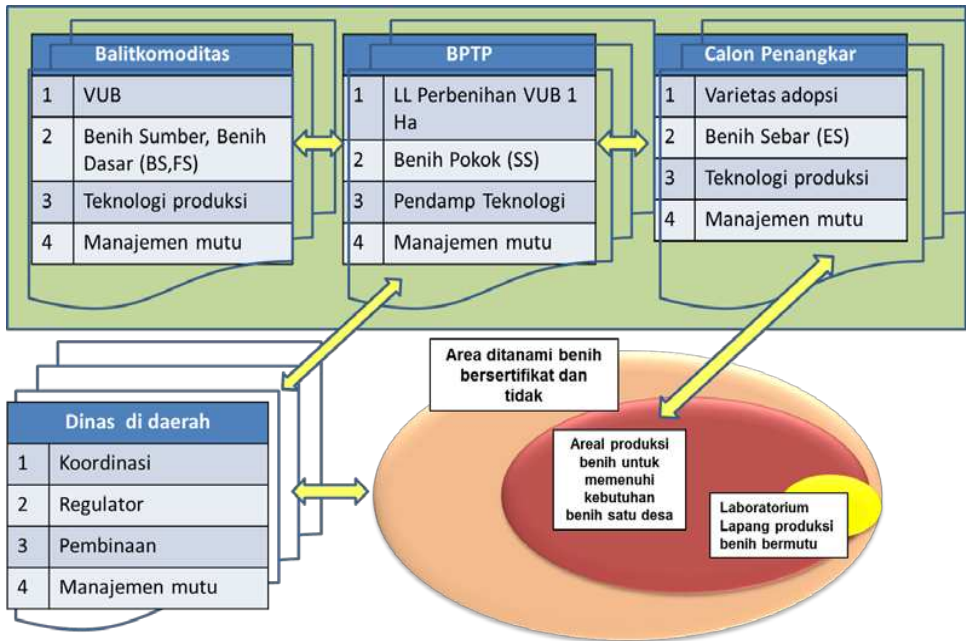 Balitkomoditas
1 VUB
2 Benih Sumber, Benih
Dasar (BS,FS)
3 Teknologi produksi
4 Manajemen mutu
BPTP
1 LL Perbenihan VUB 1
Ha
2 Benih Pokok (SS)
3 Pendamp Teknologi
4 Manajemen mutu
Calon Penangkar
1 Varietas adopsi
2 Benih Sebar (ES)
3 Teknologi produksi
4 Manajemen mutu
Dinas di daerah
1 Koordinasi
2 Regulator
3 Pembinaan
4 Manajemen mutu
Area ditanami benih
bersertifikat dan
tidak
Areal produksi
benih untuk
memenuhi
kebutuhan
benih satu desa
Laboratorium
Lapang produksi
benih bermutu